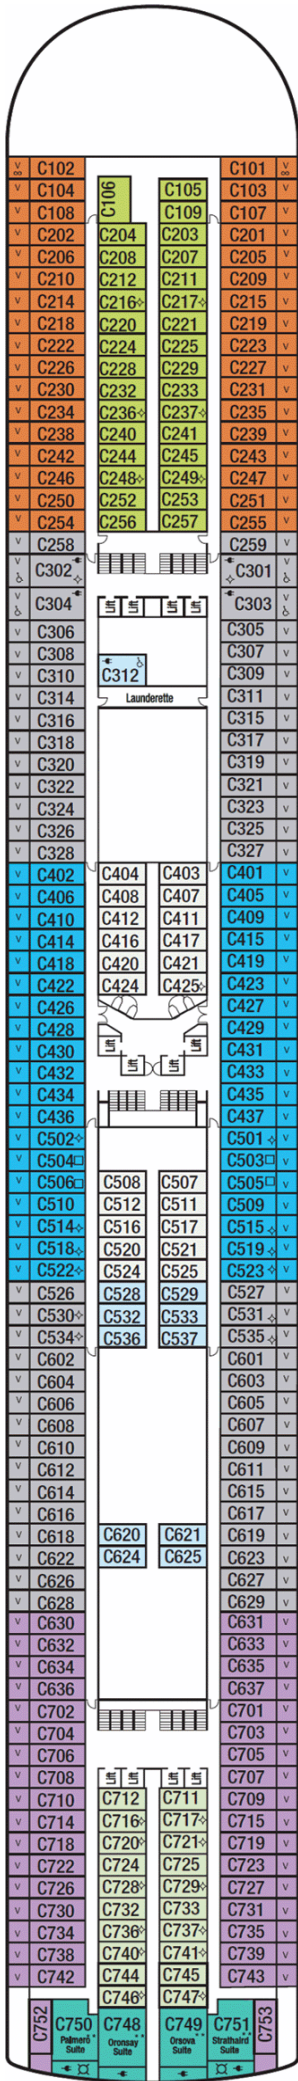 V C102 C101 V
∞ C106 C105 ∞
V C104 C103 V
V C108 C109 C107 V
V C202 C204 C203 C201 V
V C206 C208 C207 C205 V
V C210 C212 C211 C209 V
V C214 C216✧ C217✧ C215 V
V C218 C220 C221 C219 V
V C222 C224 C225 C223 V
V C226 C228 C229 C227 V
V C230 C232 C233 C231 V
V C234 C236✧ C237✧ C235 V
V C238 C240 C241 C239 V
V C242 C244 C245 C243 V
V C246 C248✧ C249✧ C247 V
V C250 C252 C253 C251 V
V C254 C256 C257 C255 V
V C258 C259 V
V C302✧ ✧C301 V
V C304 C303 V
Lift Lift Lift Lift
V C306 C305 V
V C308 C307 V
V C310 C312 C309 V
V C314 Launderette C311 V
V C316 C315 V
V C318 C317 V
V C320 C319 V
V C322 C321 V
V C324 C323 V
V C326 C325 V
V C328 C327 V
V C402 C404 C403 C401 V
V C406 C408 C407 C405 V
V C410 C412 C411 C409 V
V C414 C416 C417 C415 V
V C418 C420 C421 C419 V
V C422 C424 C425✧ C423 V
V C426 C427 V
V C428 C429 V
V C430 Lift Lift C431 V
V C432 Lift Lift C433 V
V C434 C435 V
V C436 C437 V
V C502✧ C501✧ V
V C504□ C503□ V
V C506□ C508 C507 C505□ V
V C510 C512 C511 C509 V
V C514✧ C516 C517 C515✧ V
V C518✧ C520 C521 C519✧ V
V C522✧ C524 C525 C523✧ V
V C526 C528 C529 C527 V
V C530✧ C532 C533 C531✧ V
V C534✧ C536 C537 C535✧ V
V C602 C601 V
V C604 C603 V
V C606 C605 V
V C608 C607 V
V C610 C609 V
V C612 C611 V
V C614 C615 V
V C616 C617 V
V C618 C620 C621 C619 V
V C622 C624 C625 C623 V
V C626 C627 V
V C628 C629 V
V C630 C631 V
V C632 C633 V
V C634 C635 V
V C636 C637 V
V C702 C701 V
V C704 C703 V
V C706 C705 V
V C708 Lift Lift Lift Lift C707 V
V C710 C712 C711 C709 V
V C714 C716✧ C717✧ C715 V
V C718 C720✧ C721✧ C719 V
V C722 C724 C725 C723 V
V C726 C728✧ C729✧ C727 V
V C730 C732 C733 C731 V
V C734 C736✧ C737✧ C735 V
V C738 C740✧ C741✧ C739 V
V C742 C744 C745 C743 V
C746✧ C747✧
C752 C750 C748 C749 C751 C753
Palmero Suite
Oronsay Suite
Orsova Suite
Strathaird Suite